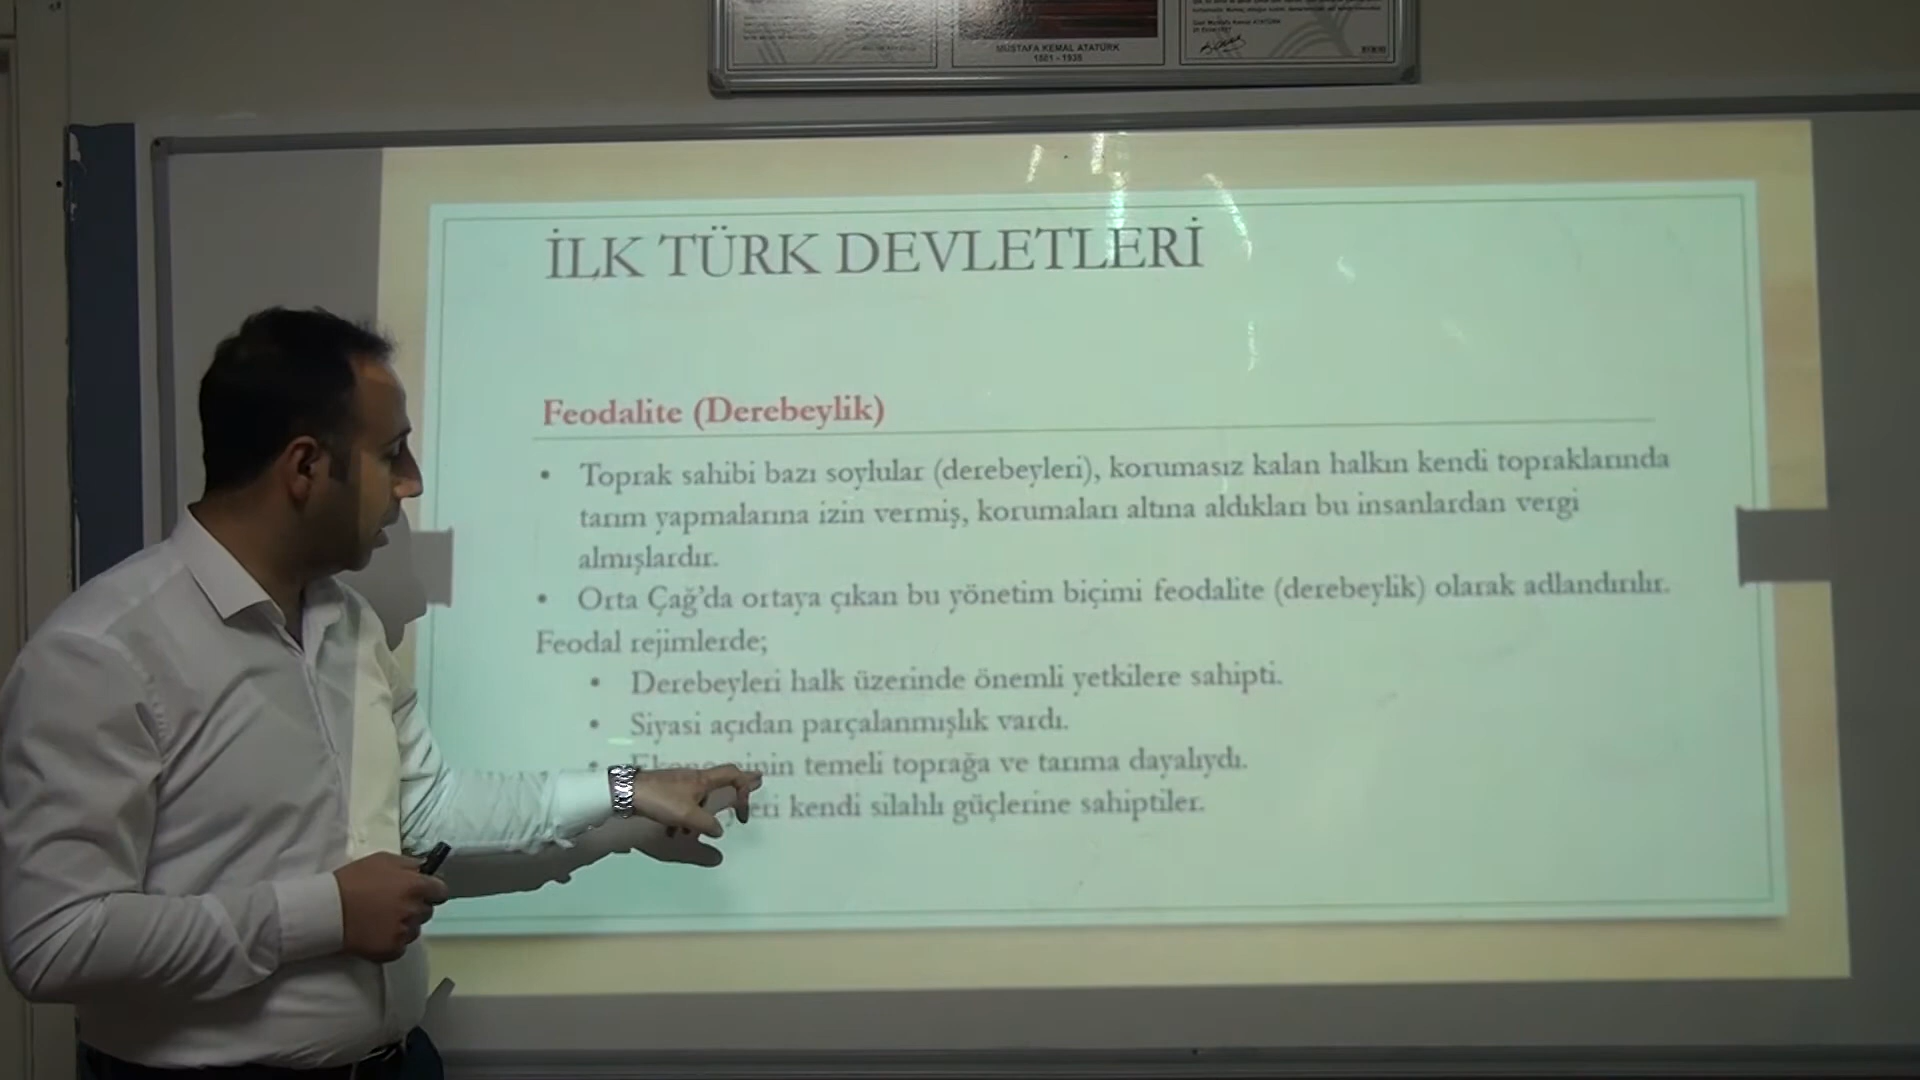 MUSTAFA KEMAL ATATÜRK
1881 - 1938
İLK TÜRK DEVLETLERİ
Feodalite (Derebeylik)
• Toprak sahibi bazı soylular (derebeyleri), korumasız kalan halkın kendi topraklarında
tarım yapmalarına izin vermiş, korumaları altına aldıkları bu insanlardan vergi
almışlardır.
• Orta Çağ'da ortaya çıkan bu yönetim biçimi feodalite (derebeylik) olarak adlandırılır.
Feodal rejimlerde;
• Derebeyleri halk üzerinde önemli yetkilere sahipti.
• Siyasi açıdan parçalanmışlık vardı.
• temeli toprağa ve tarıma dayalıydı.
kendi silahlı güçlerine sahiptiler.